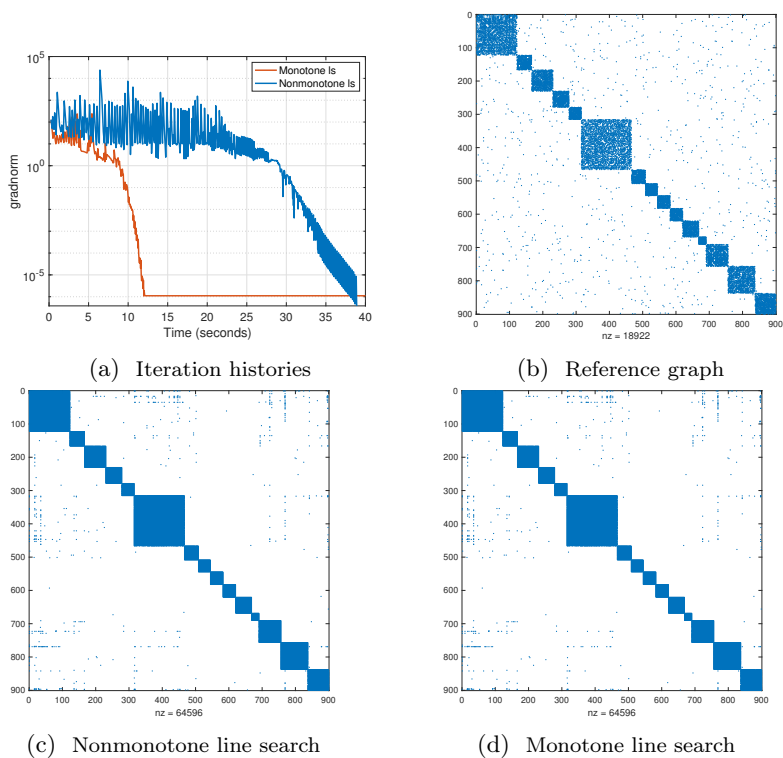 10^5
10^0
10^-5
gradnorm
Monotone ls
Nonmonotone ls
0 5 10 15 20 25 30 35 40
Time (seconds)
(a) Iteration histories
0
100
200
300
400
500
600
700
800
900
0 100 200 300 400 500 600 700 800 900
nz = 18922
(b) Reference graph
0
100
200
300
400
500
600
700
800
900
0 100 200 300 400 500 600 700 800 900
nz = 64596
(c) Nonmonotone line search
0
100
200
300
400
500
600
700
800
900
0 100 200 300 400 500 600 700 800 900
nz = 64596
(d) Monotone line search